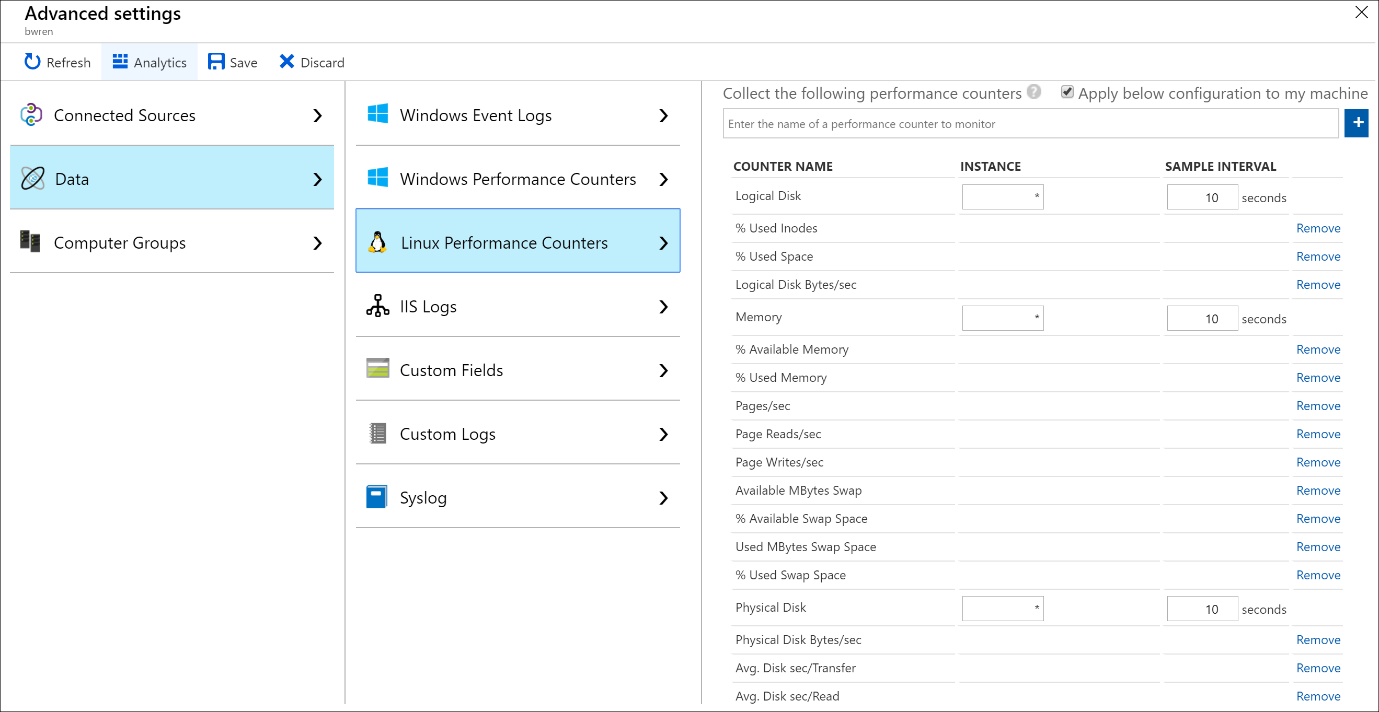 Advanced settings
bwren
Refresh Analytics Save Discard
Connected Sources
Data
Computer Groups
Windows Event Logs
Windows Performance Counters
Linux Performance Counters
IIS Logs
Custom Fields
Custom Logs
Syslog
Collect the following performance counters ? Apply below configuration to my machine
Enter the name of a performance counter to monitor +
COUNTER NAME INSTANCE SAMPLE INTERVAL
Logical Disk * 10 seconds
% Used Inodes Remove
% Used Space Remove
Logical Disk Bytes/sec Remove
Memory * 10 seconds
% Available Memory Remove
% Used Memory Remove
Pages/sec Remove
Page Reads/sec Remove
Page Writes/sec Remove
Available MBytes Swap Remove
% Available Swap Space Remove
Used MBytes Swap Space Remove
% Used Swap Space Remove
Physical Disk * 10 seconds
Physical Disk Bytes/sec Remove
Avg. Disk sec/Transfer Remove
Avg. Disk sec/Read Remove